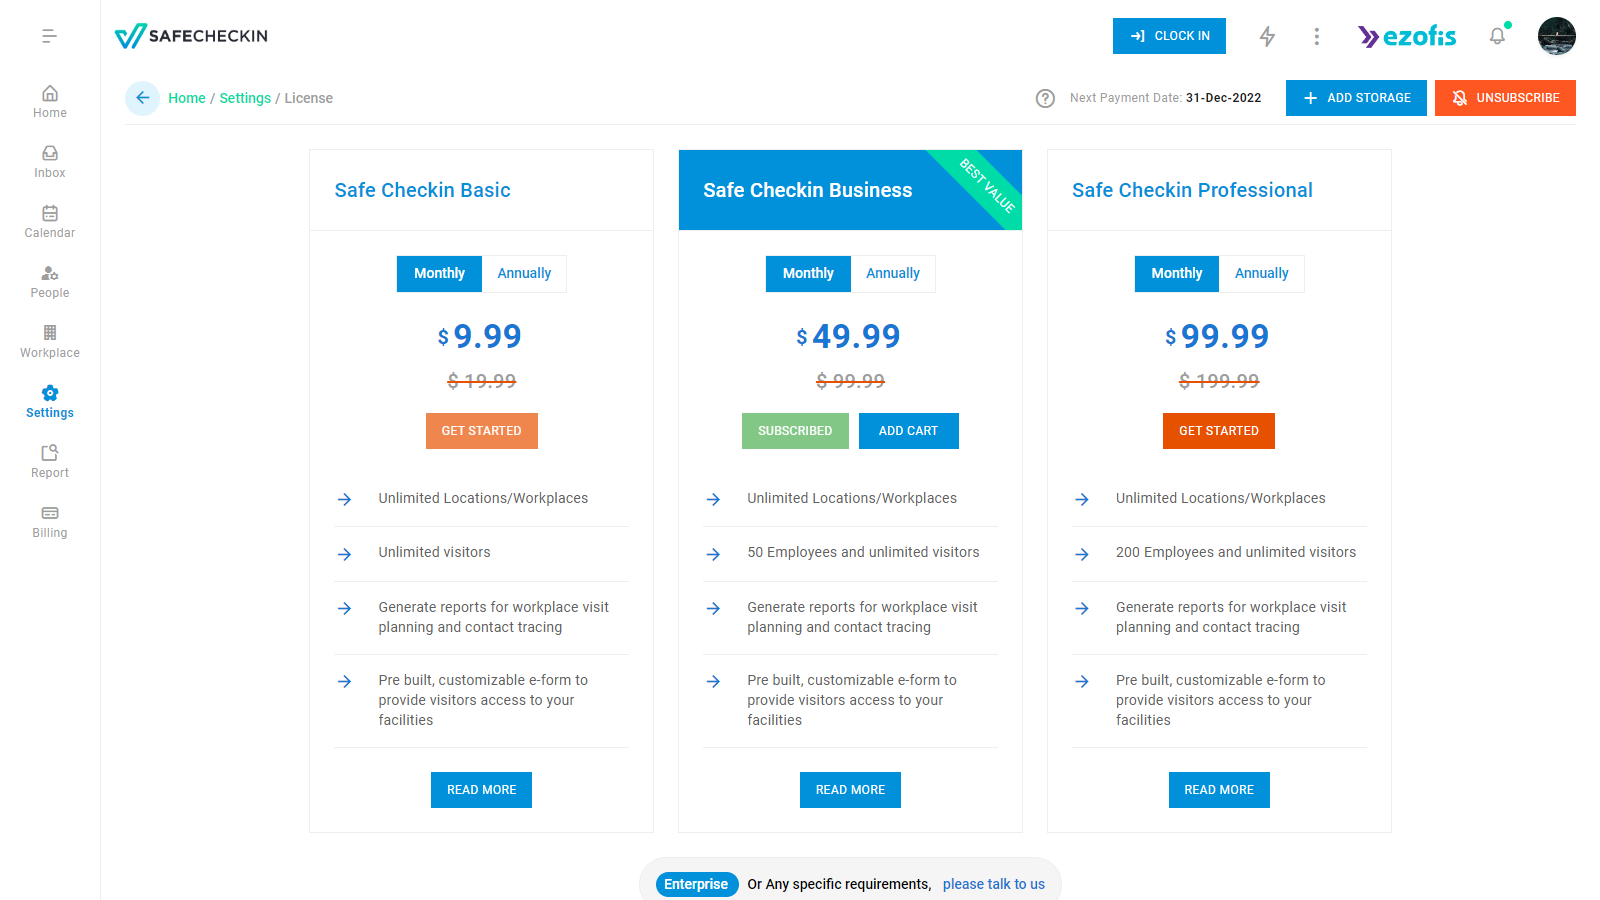 SAFECHECKIN
CLOCK IN
ezofis
Home / Settings / License
Next Payment Date: 31-Dec-2022
ADD STORAGE
UNSUBSCRIBE
Home
Inbox
Calendar
People
Workplace
Settings
Report
Billing
Safe Checkin Basic
Monthly
Annually
$ 9.99
$ 19.99
GET STARTED
Unlimited Locations/Workplaces
Unlimited visitors
Generate reports for workplace visit
planning and contact tracing
Pre built, customizable e-form to
provide visitors access to your
facilities
READ MORE
Safe Checkin Business
BEST VALUE
Monthly
Annually
$ 49.99
$ 99.99
SUBSCRIBED
ADD CART
Unlimited Locations/Workplaces
50 Employees and unlimited visitors
Generate reports for workplace visit
planning and contact tracing
Pre built, customizable e-form to
provide visitors access to your
facilities
READ MORE
Safe Checkin Professional
Monthly
Annually
$ 99.99
$ 199.99
GET STARTED
Unlimited Locations/Workplaces
200 Employees and unlimited visitors
Generate reports for workplace visit
planning and contact tracing
Pre built, customizable e-form to
provide visitors access to your
facilities
READ MORE
Enterprise Or Any specific requirements, please talk to us